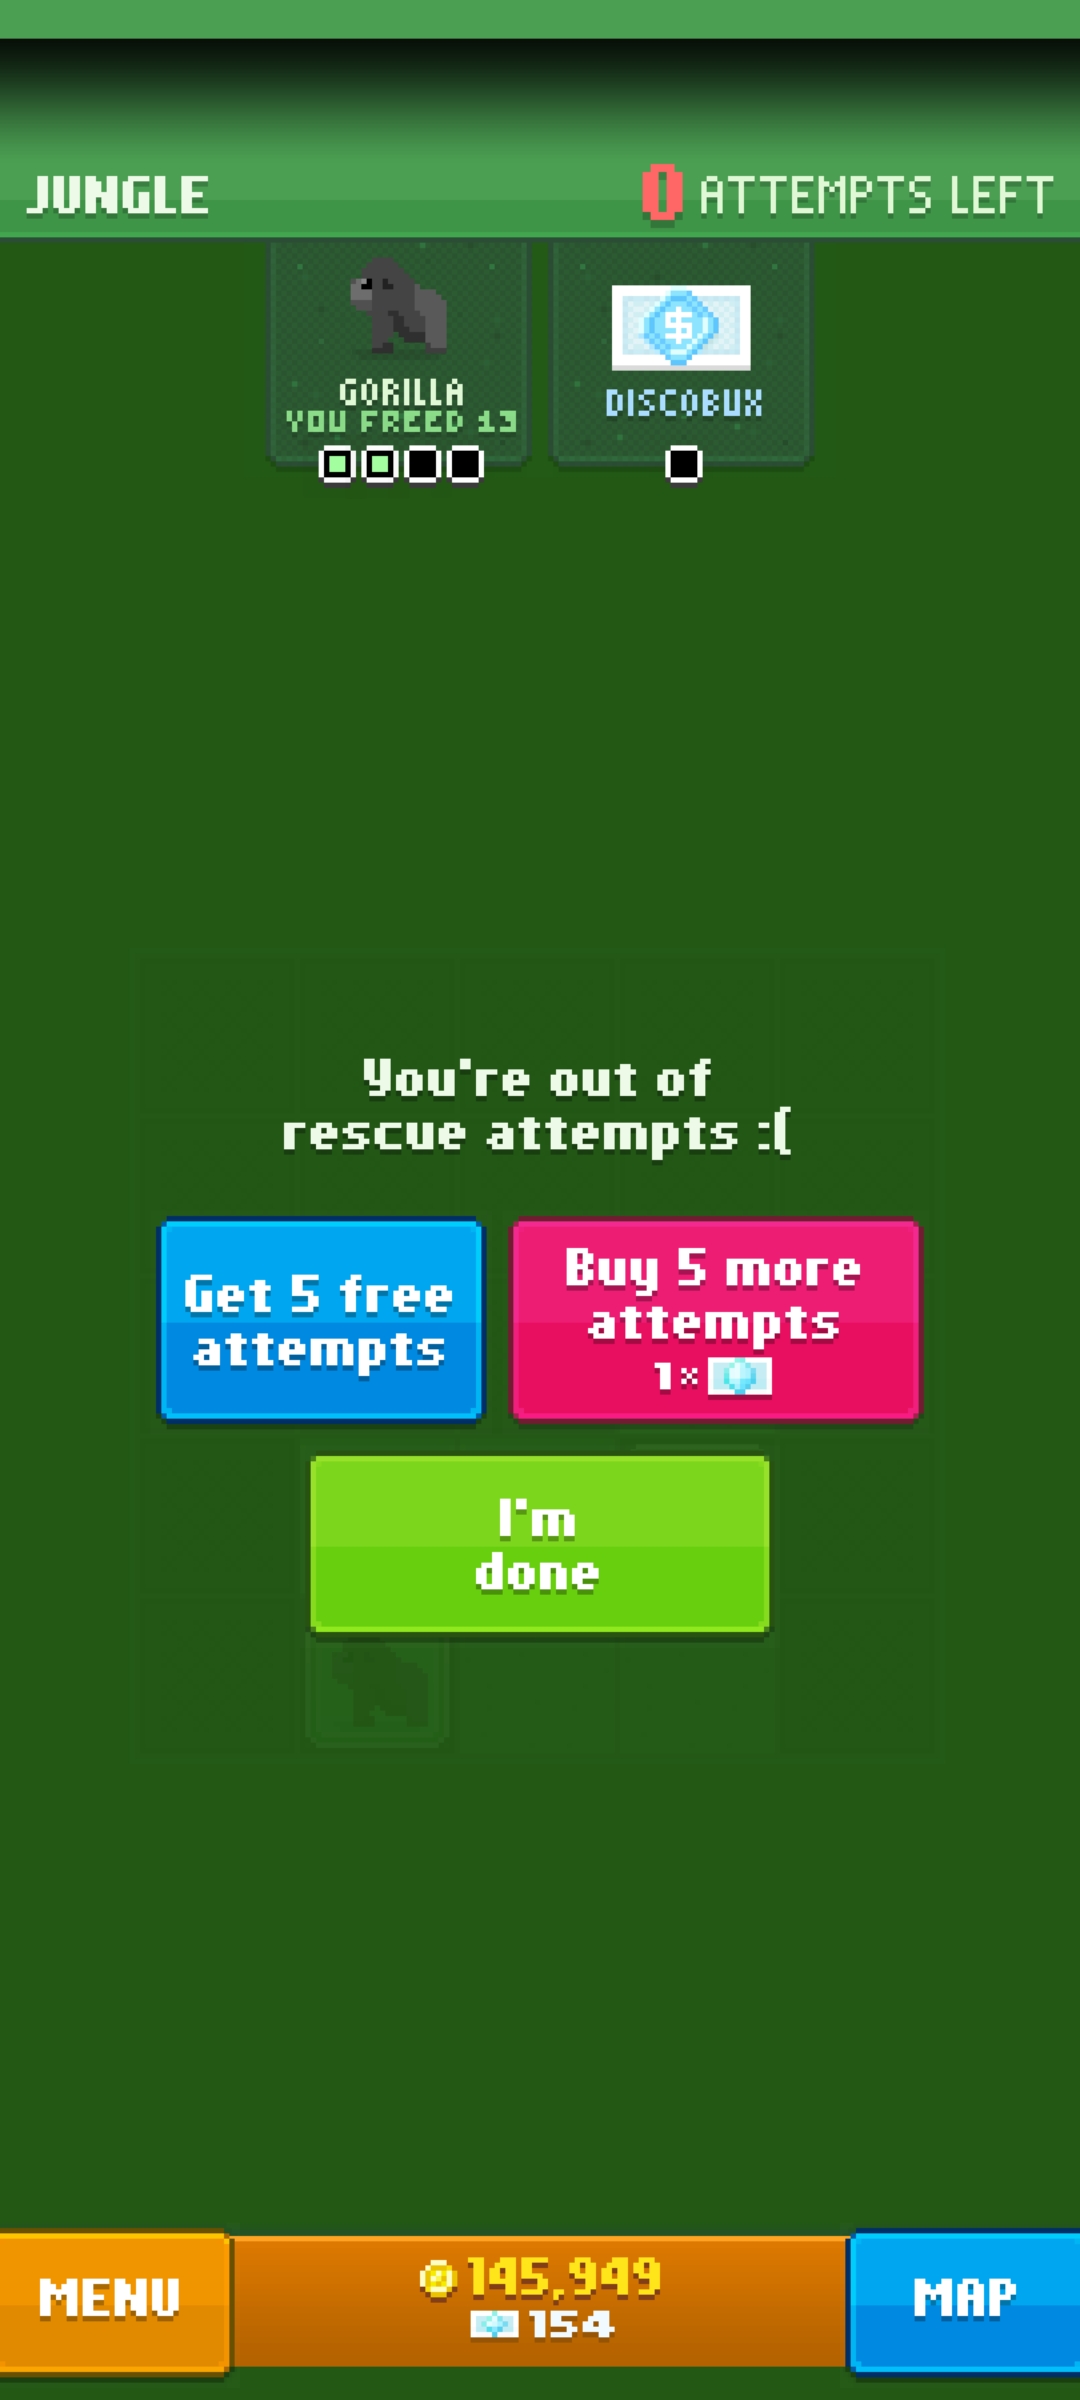 JUNGLE
0 ATTEMPTS LEFT
GORILLA
YOU FREED 13
$
DISCOBUX
You're out of
rescue attempts :(
Get 5 free
attempts
Buy 5 more
attempts
1×
I'm
done
MENU
145,949
154
MAP